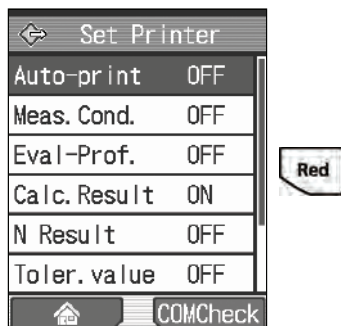 Set Printer
Auto-print OFF
Meas. Cond. OFF
Eval-Prof. OFF
Calc. Result ON
N Result OFF
Toler. value OFF
COMCheck
Red